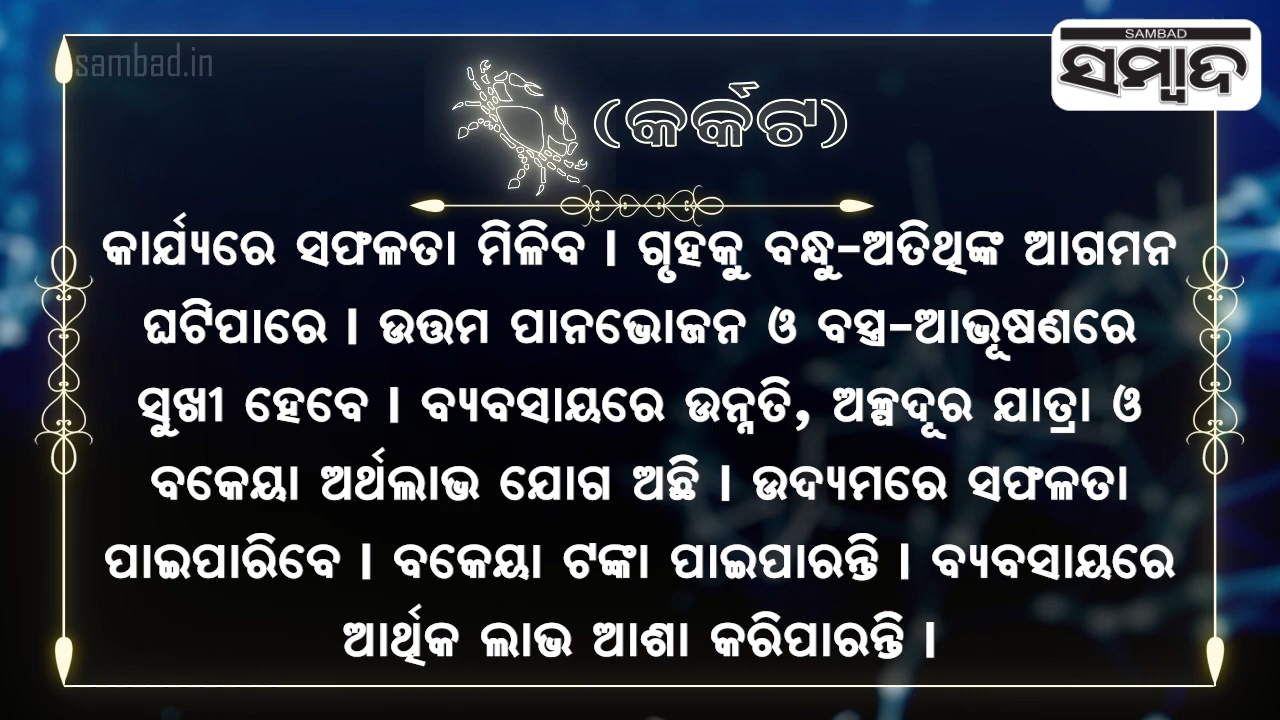 sambad.in
SAMBAD
ସମ୍ବାଦ
(କର୍କଟ)
କାର୍ଯ୍ୟରେ ସଫଳତା ମିଳିବ । ଗୃହକୁ ବନ୍ଧୁ-ଅତିଥିଙ୍କ ଆଗମନ
ଘଟିପାରେ । ଉତ୍ତମ ପାନଭୋଜନ ଓ ବସ୍ତ୍ର-ଆଭୂଷଣରେ
ସୁଖୀ ହେବେ । ବ୍ୟବସାୟରେ ଉନ୍ନତି, ଅଳ୍ପଦୂର ଯାତ୍ରା ଓ
ବକେୟା ଅର୍ଥଲାଭ ଯୋଗ ଅଛି । ଉଦ୍ୟମରେ ସଫଳତା
ପାଇପାରିବେ । ବକେୟା ଟଙ୍କା ପାଇପାରନ୍ତି । ବ୍ୟବସାୟରେ
ଆର୍ଥିକ ଲାଭ ଆଶା କରିପାରନ୍ତି ।